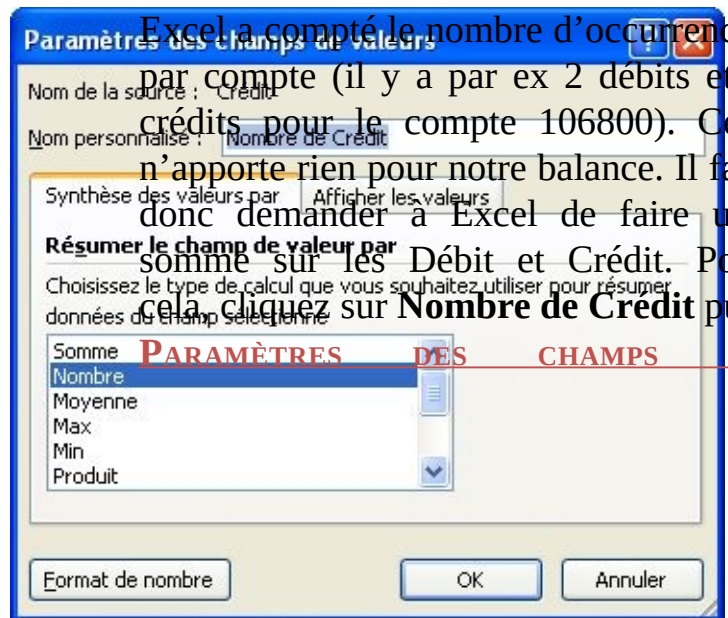 Paramètres des champs de valeurs
Excel a compté le nombre d’occurrenc
Nom de la source : Crédit
par compte (il y a par ex 2 débits et
Nom personnalisé : Nombre de Crédit
crédits pour le compte 106800). C
n’apporte rien pour notre balance. Il fa
Synthèse des valeurs par Afficher les valeurs
donc demander à Excel de faire u
Résumer le champ de valeur par
somme sur les Débit et Crédit. Po
Choisissez le type de calcul que vous souhaitez utiliser pour résumer
cela, cliquez sur Nombre de Crédit pu
données du champ sélectionné
Somme
PARAMÈTRES DES CHAMPS
Nombre
Moyenne
Max
Min
Produit
Format de nombre OK Annuler